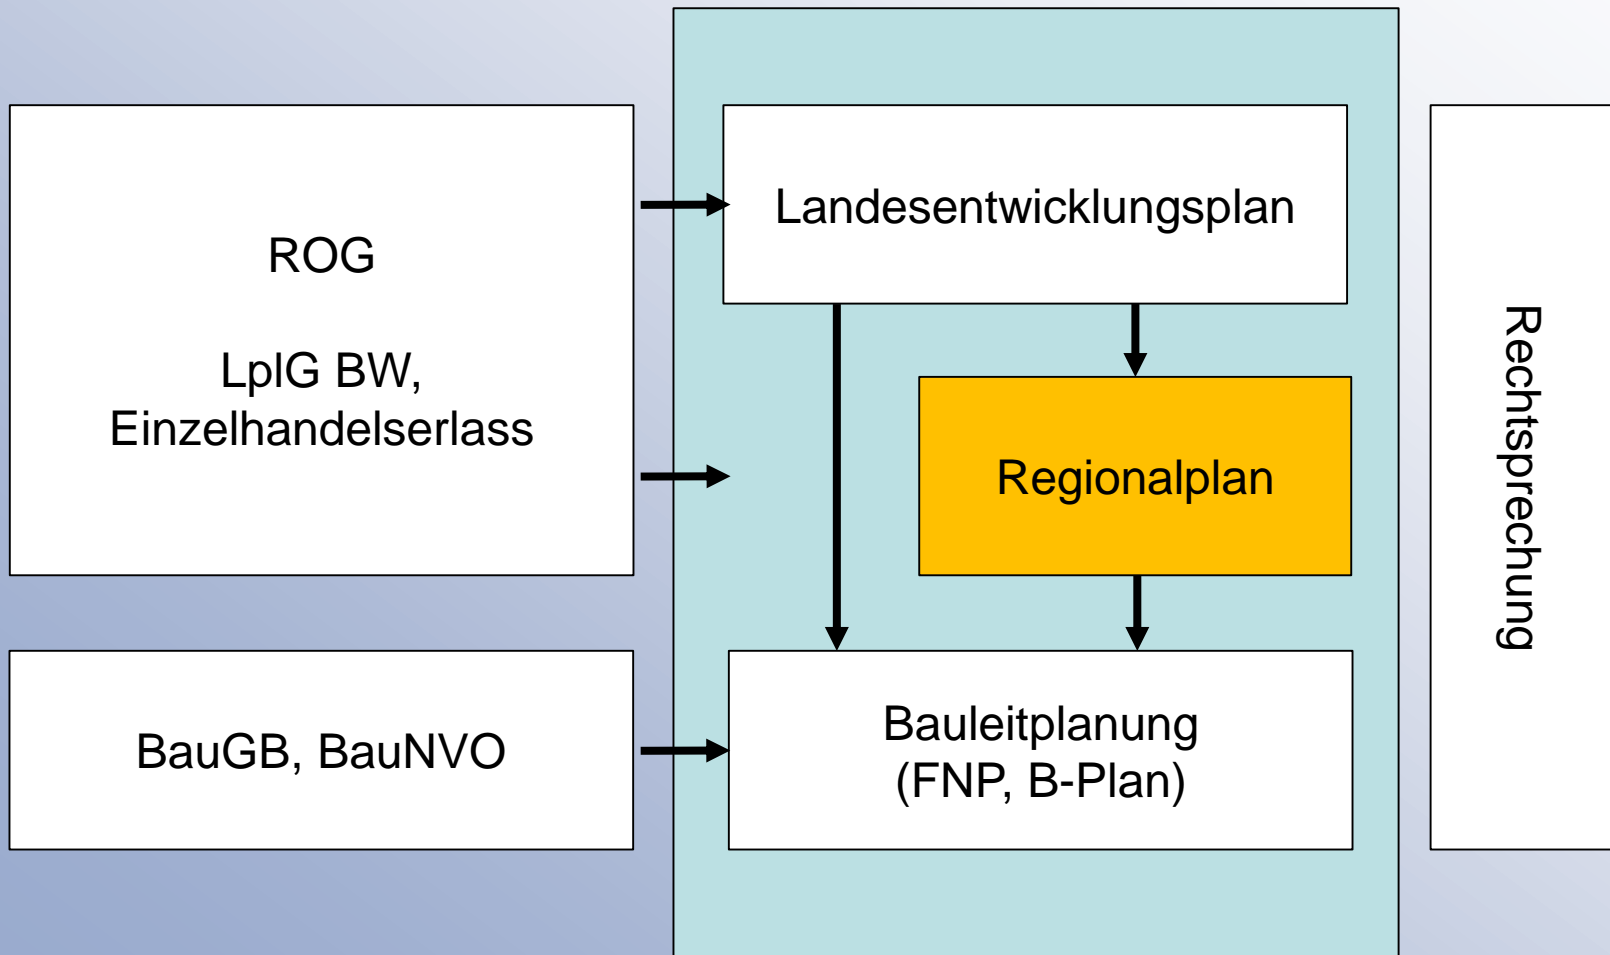 ROG
LplG BW,
Einzelhandelserlass
BauGB, BauNVO
Landesentwicklungsplan
Regionalplan
Bauleitplanung
(FNP, B-Plan)
Rechtsprechung